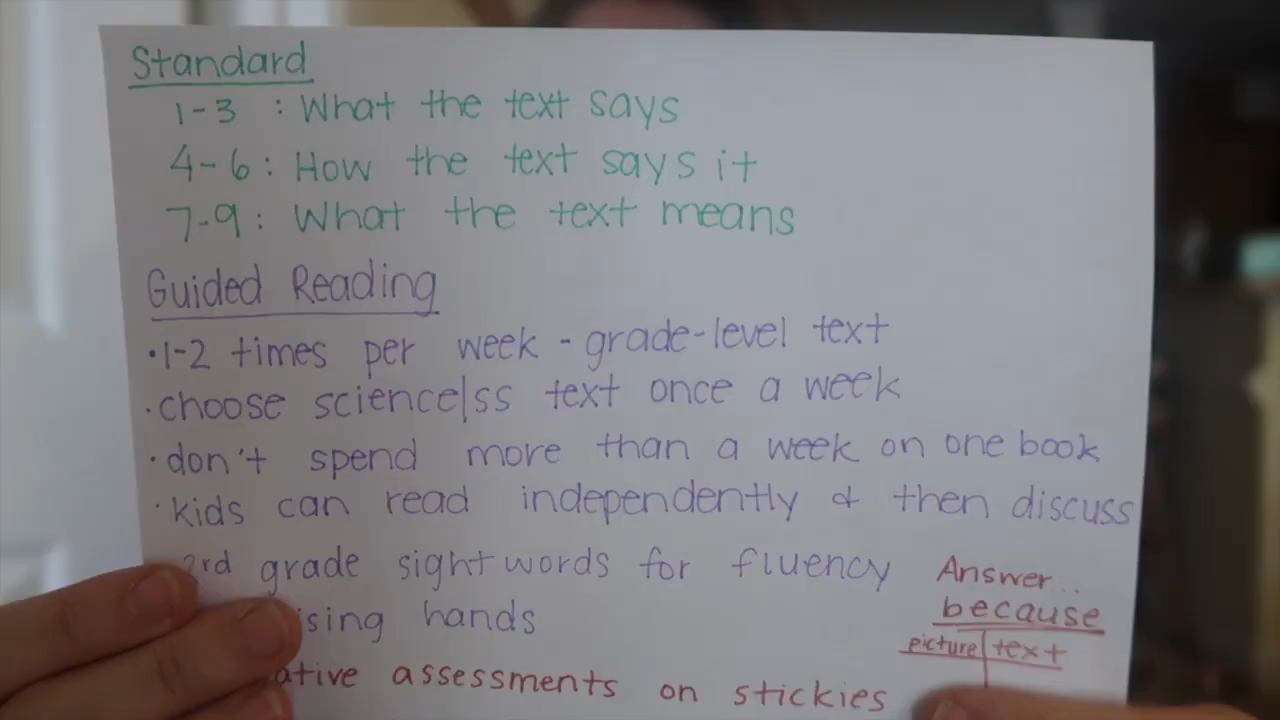 Standard
1-3 : What the text says
4-6: How the text says it
7-9: What the text means
Guided Reading
•1-2 times per week - grade-level text
•choose science/ss text once a week
•don't spend more than a week on one book
•kids can read independently & then discuss
grade sight words for fluency
hands
assessments on stickies
Answer...
because
picture text